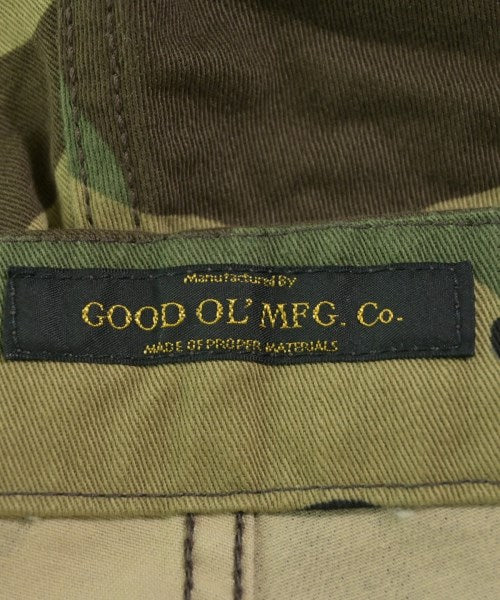 Manufactured By
GOOD OL' MFG. Co.
MADE OF PROPER MATERIALS